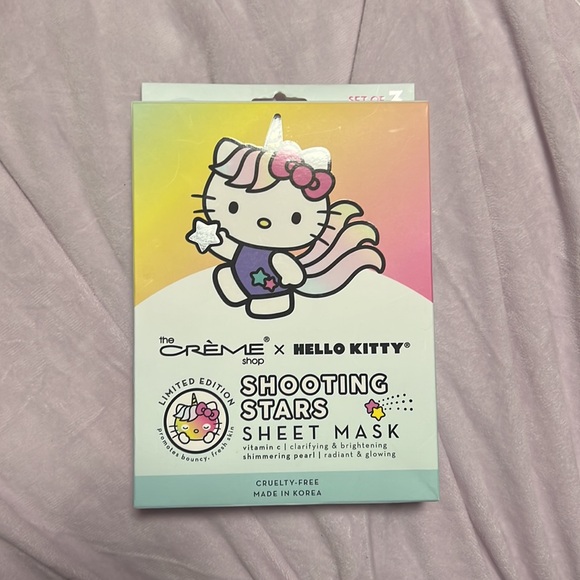 SET OF 3
the
CRÈME® × HELLO KITTY®
shop
LIMITED EDITION
promotes bouncy, fresh skin
SHOOTING
STARS
SHEET MASK
vitamin c | clarifying & brightening
shimmering pearl | radiant & glowing
CRUELTY-FREE
MADE IN KOREA